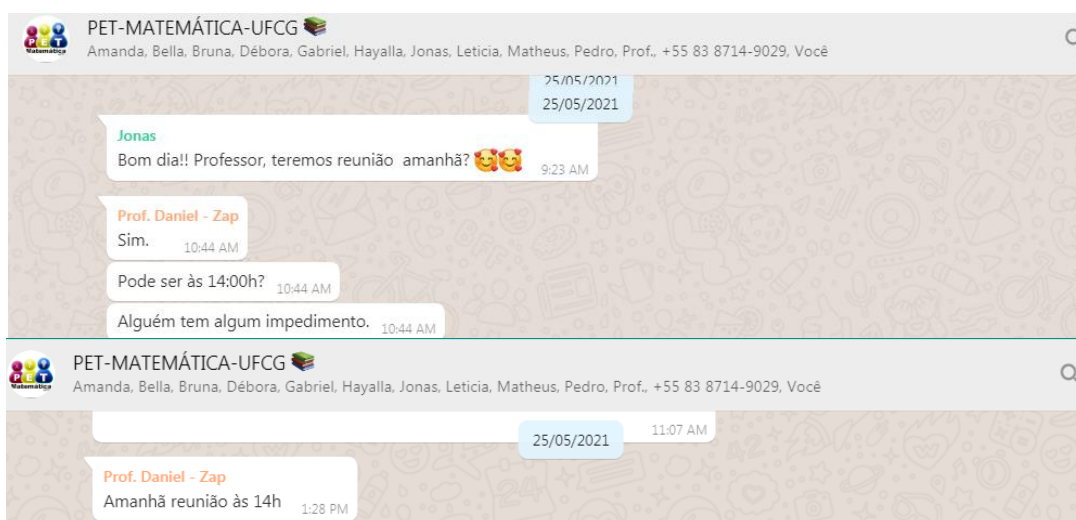 PET-MATEMÁTICA-UFCG
Amanda, Bella, Bruna, Débora, Gabriel, Hayalla, Jonas, Leticia, Matheus, Pedro, Prof., +55 83 8714-9029, Você
25/05/2021
25/05/2021
Jonas
Bom dia!! Professor, teremos reunião amanhã? 9:23 AM
Prof. Daniel - Zap
Sim. 10:44 AM
Pode ser às 14:00h? 10:44 AM
Alguém tem algum impedimento. 10:44 AM
PET-MATEMÁTICA-UFCG
Amanda, Bella, Bruna, Débora, Gabriel, Hayalla, Jonas, Leticia, Matheus, Pedro, Prof., +55 83 8714-9029, Você
11:07 AM
25/05/2021
Prof. Daniel - Zap
Amanhã reunião às 14h 1:28 PM